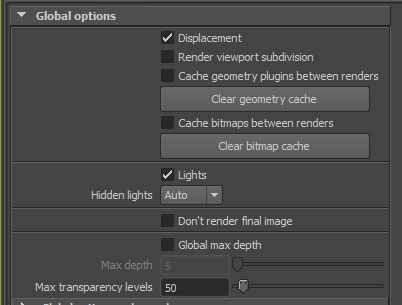 Global options
Displacement
Render viewport subdivision
Cache geometry plugins between renders
Clear geometry cache
Cache bitmaps between renders
Clear bitmap cache
Lights
Hidden lights Auto
Don't render final image
Global max depth
Max depth 5
Max transparency levels 50